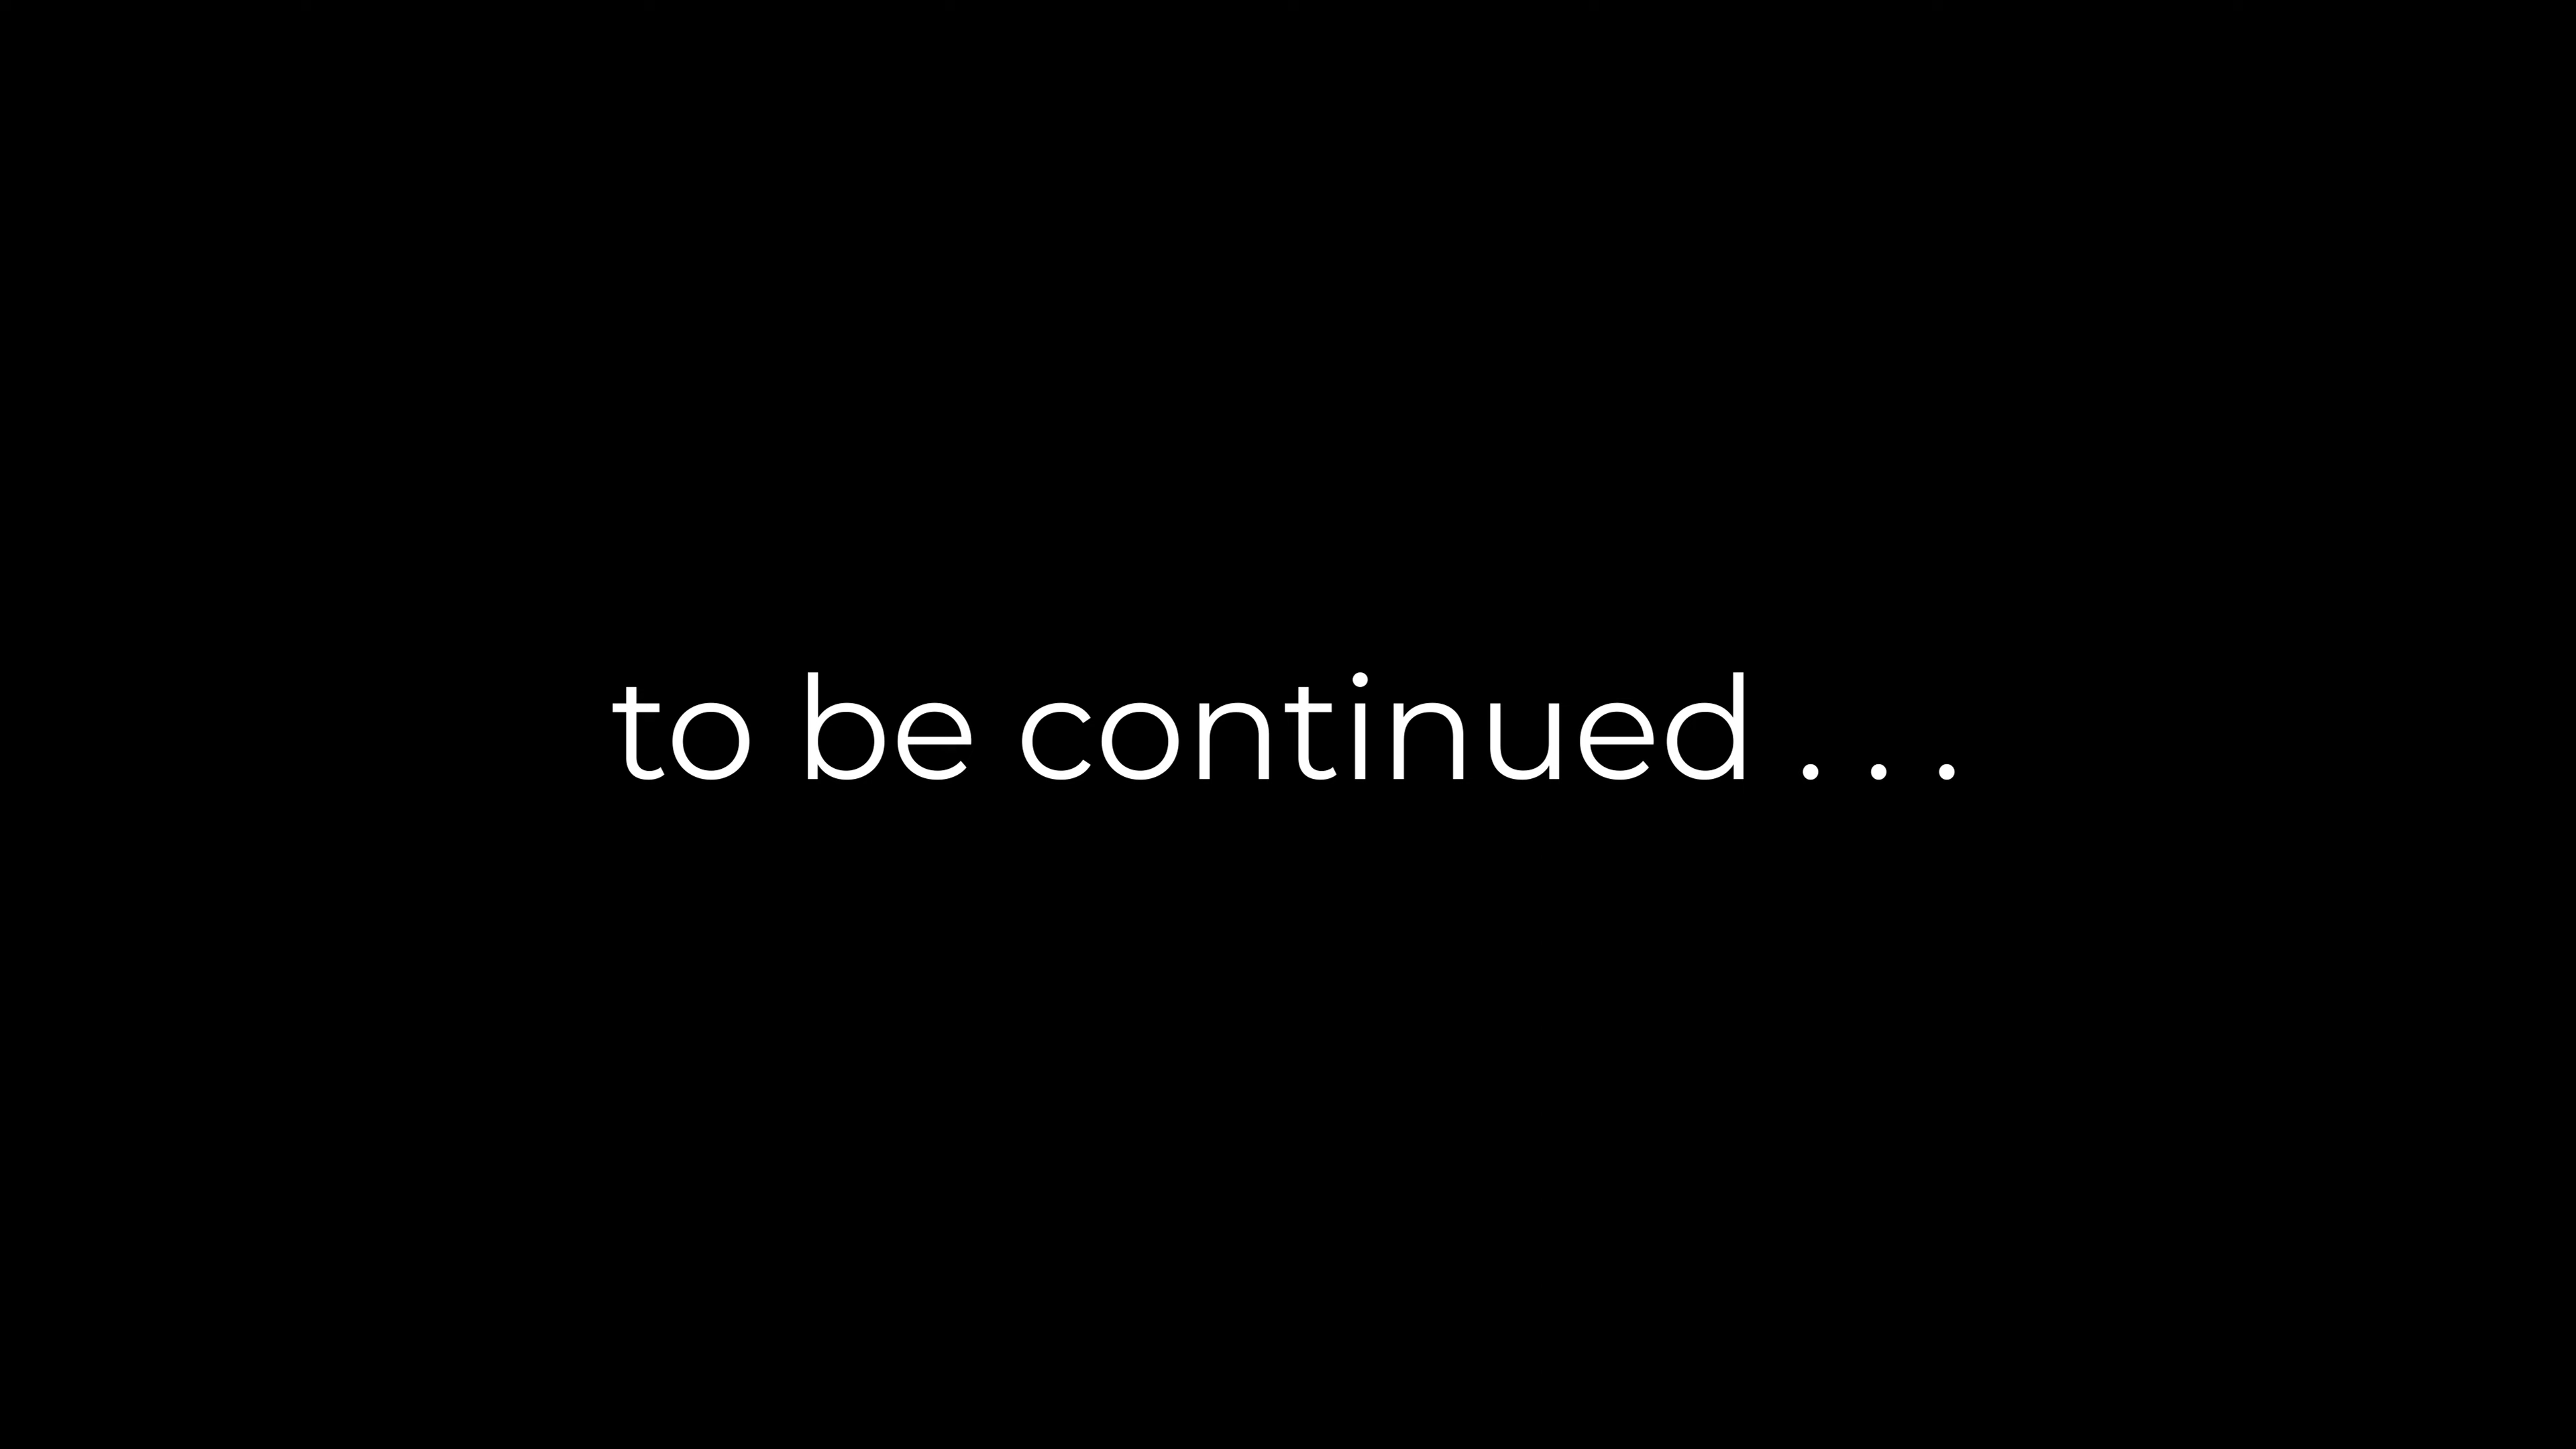 to be continued . . .